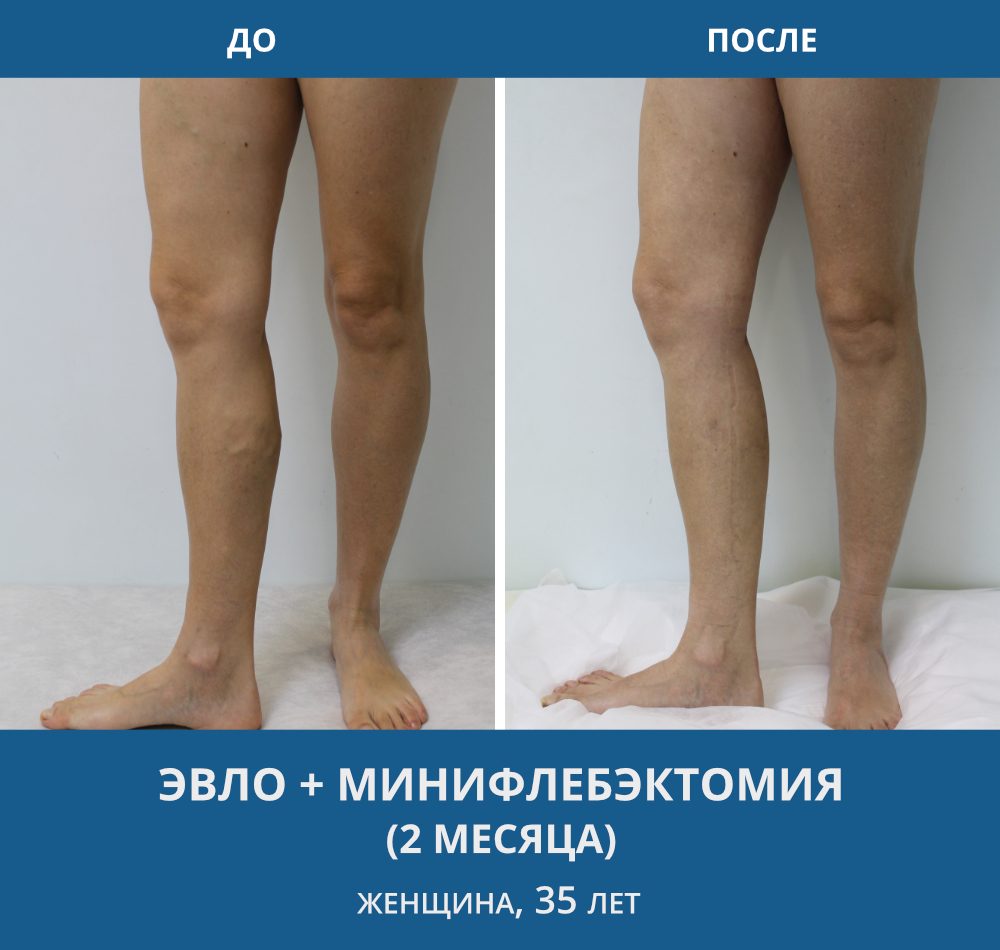 ДО
ПОСЛЕ
ЭВЛО + МИНИФЛЕБЭКТОМИЯ
(2 МЕСЯЦА)
ЖЕНЩИНА, 35 ЛЕТ